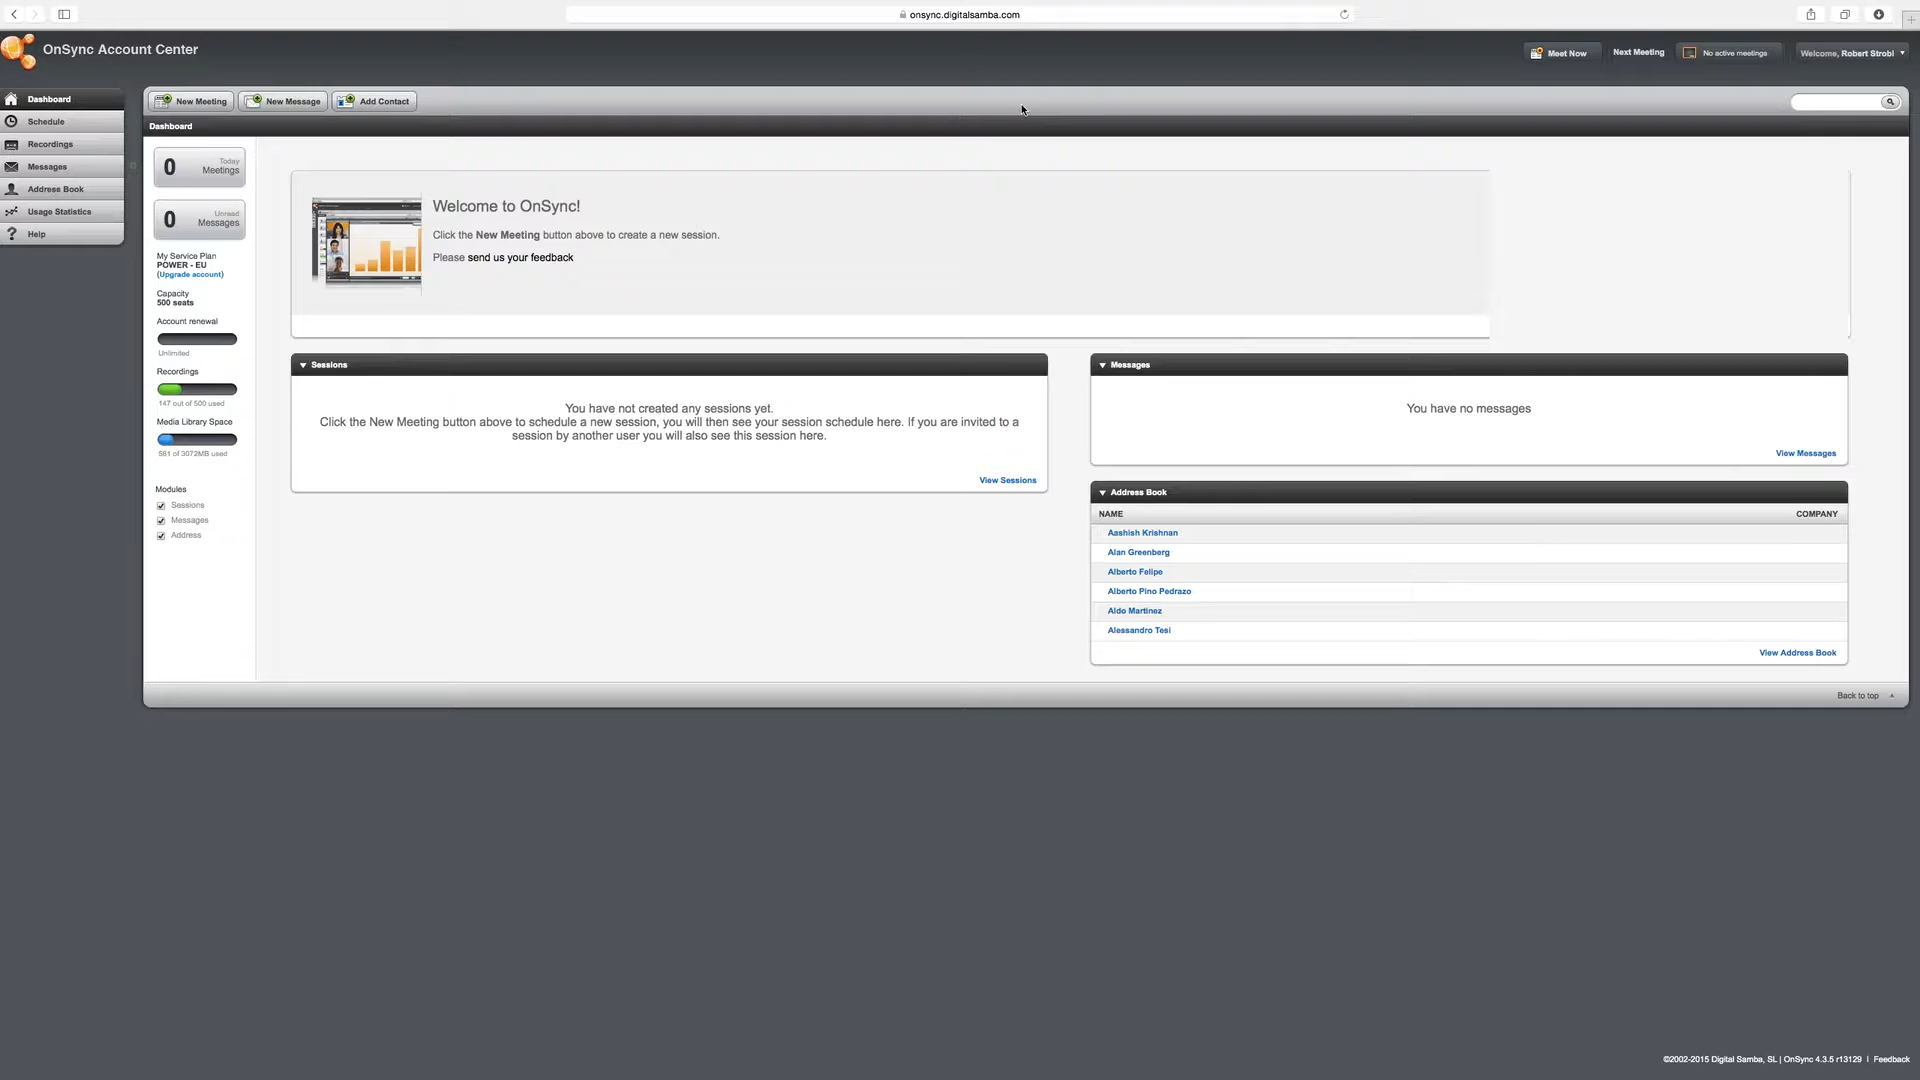 onsync.digitalsamba.com
OnSync Account Center
Meet Now
Next Meeting
No active meetings
Welcome, Robert Strobl
Dashboard
Schedule
Recordings
Messages
Address Book
Usage Statistics
Help
New Meeting
New Message
Add Contact
Dashboard
0
Today
Meetings
0
Unread
Messages
My Service Plan
POWER - EU
(Upgrade account)
Capacity
500 seats
Account renewal
Unlimited
Recordings
147 out of 500 used
Media Library Space
581 of 3072MB used
Modules
Sessions
Messages
Address
Welcome to OnSync!
Click the New Meeting button above to create a new session.
Please send us your feedback
Sessions
You have not created any sessions yet.
Click the New Meeting button above to schedule a new session, you will then see your session schedule here. If you are invited to a
session by another user you will also see this session here.
View Sessions
Messages
You have no messages
View Messages
Address Book
NAME COMPANY
Aashish Krishnan
Alan Greenberg
Alberto Felipe
Alberto Pino Pedrazo
Aldo Martinez
Alessandro Tesi
View Address Book
Back to top
©2002-2015 Digital Samba, SL | OnSync 4.3.5 r13129 | Feedback